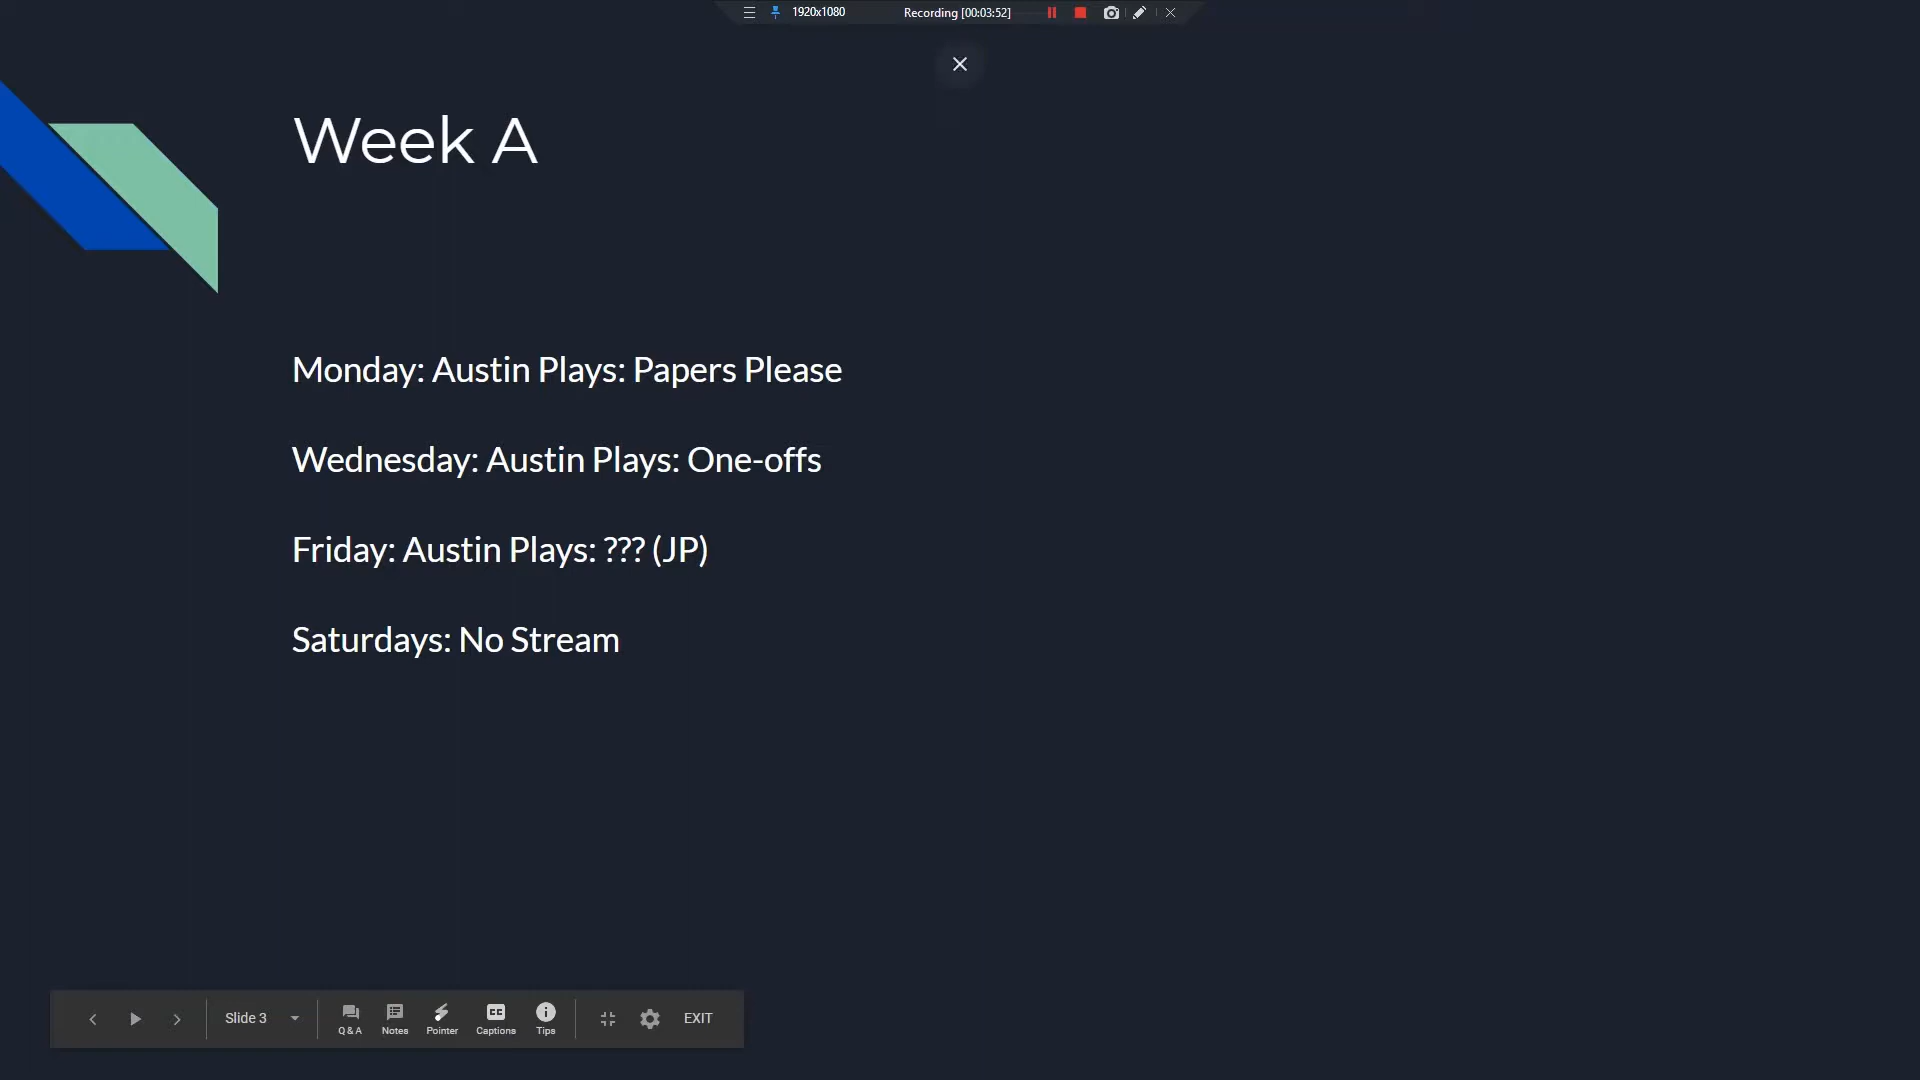 1920x1080 Recording [00:03:52]
Week A
Monday: Austin Plays: Papers Please
Wednesday: Austin Plays: One-offs
Friday: Austin Plays: ??? (JP)
Saturdays: No Stream
Slide 3 Q & A Notes Pointer CC Captions Tips EXIT